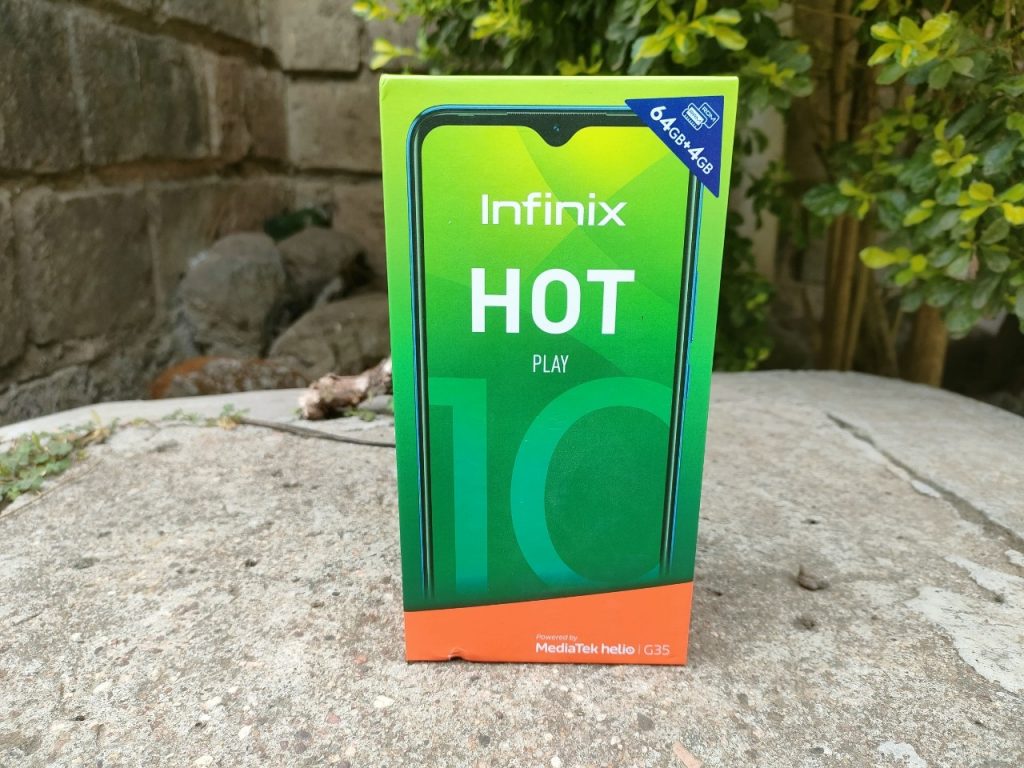 64GB+4GB
Infinix
HOT
PLAY
10
Powered by
MediaTek helio | G35